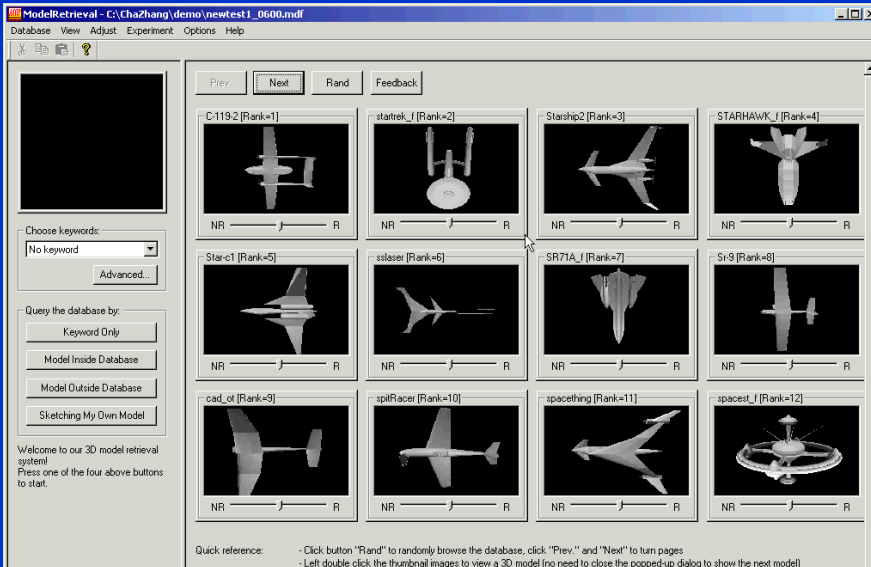 ModelRetrieval - C:\ChaZhang\demo\newtest1_0600.mdf
Database View Adjust Experiment Options Help
Prev. Next Rand Feedback
C-119-2 [Rank=1] startrek_f [Rank=2] Starship2 [Rank=3] STARHAWK_f [Rank=4]
NR R NR R NR R NR R
Choose keywords:
No keyword
Advanced...
Star-c1 [Rank=5] sslaser [Rank=6] SR71A_f [Rank=7] Sr-9 [Rank=8]
NR R NR R NR R NR R
Query the database by:
Keyword Only
Model Inside Database
Model Outside Database
Sketching My Own Model
cad_ot [Rank=9] spitRacer [Rank=10] spacething [Rank=11] spacest_f [Rank=12]
NR R NR R NR R NR R
Welcome to our 3D model retrieval
system!
Press one of the four above buttons
to start.
Quick reference: - Click button "Rand" to randomly browse the database, click "Prev." and "Next" to turn pages
- Left double click the thumbnail images to view a 3D model (no need to close the popped-up dialog to show the next model)